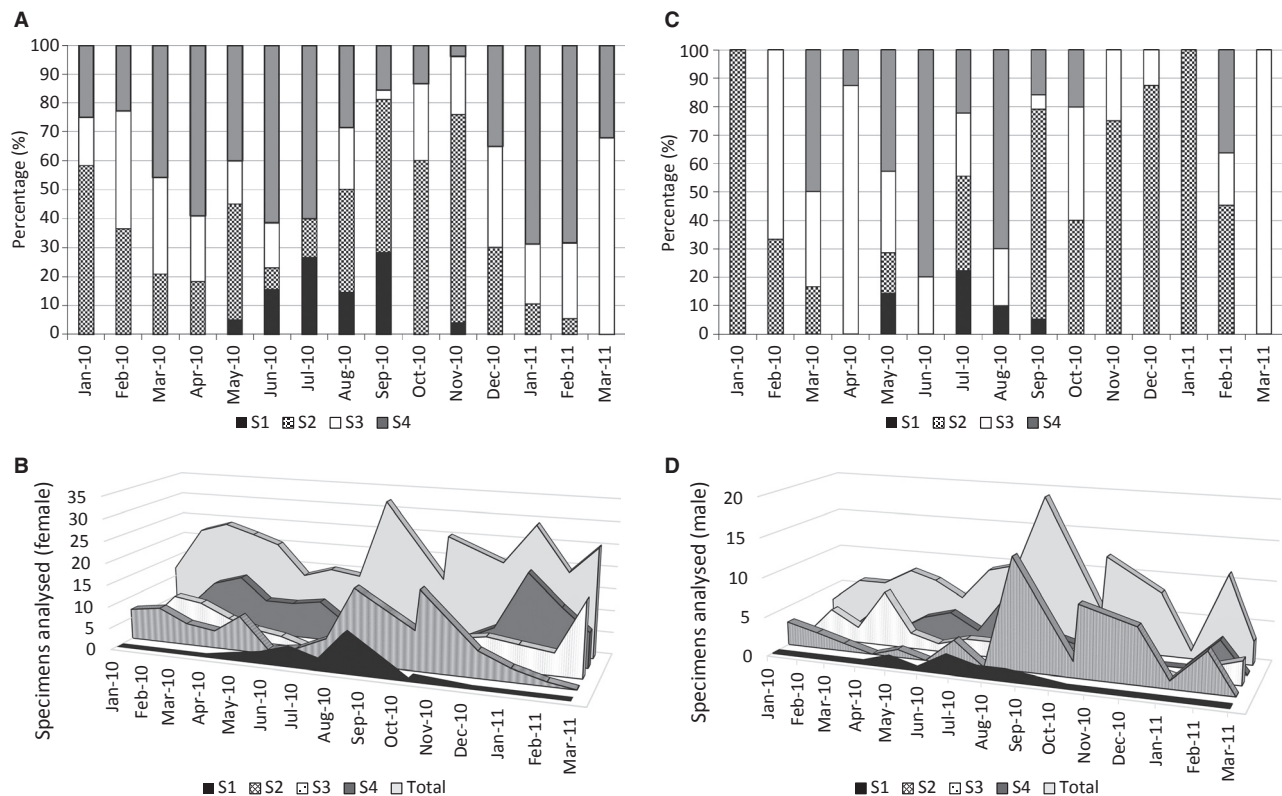 A
Percentage (%)
100
90
80
70
60
50
40
30
20
10
0
Jan-10
Feb-10
Mar-10
Apr-10
May-10
Jun-10
Jul-10
Aug-10
Sep-10
Oct-10
Nov-10
Dec-10
Jan-11
Feb-11
Mar-11
S1 S2 S3 S4
C
Percentage (%)
100
90
80
70
60
50
40
30
20
10
0
Jan-10
Feb-10
Mar-10
Apr-10
May-10
Jun-10
Jul-10
Aug-10
Sep-10
Oct-10
Nov-10
Dec-10
Jan-11
Feb-11
Mar-11
S1 S2 S3 S4
B
Specimens analysed (female)
35
30
25
20
15
10
5
0
Jan-10
Feb-10
Mar-10
Apr-10
May-10
Jun-10
Jul-10
Aug-10
Sep-10
Oct-10
Nov-10
Dec-10
Jan-11
Feb-11
Mar-11
S1 S2 S3 S4 Total
D
Specimens analysed (male)
20
15
10
5
0
Jan-10
Feb-10
Mar-10
Apr-10
May-10
Jun-10
Jul-10
Aug-10
Sep-10
Oct-10
Nov-10
Dec-10
Jan-11
Feb-11
Mar-11
S1 S2 S3 S4 Total